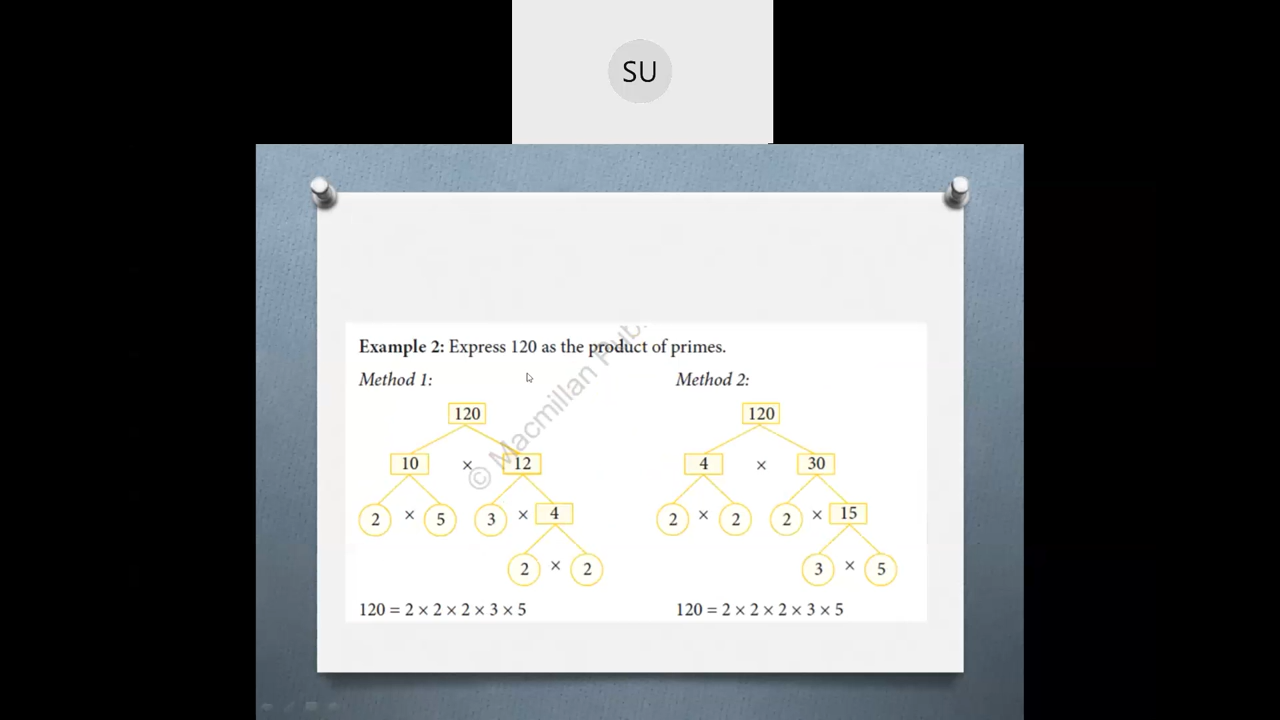 SU
Example 2: Express 120 as the product of primes.
Method 1:
Method 2:
120
120
10 × 12
4 × 30
2 × 5 3 × 4
2 × 2 2 × 15
2 × 2
3 × 5
120 = 2 × 2 × 2 × 3 × 5
120 = 2 × 2 × 2 × 3 × 5
© Macmillan